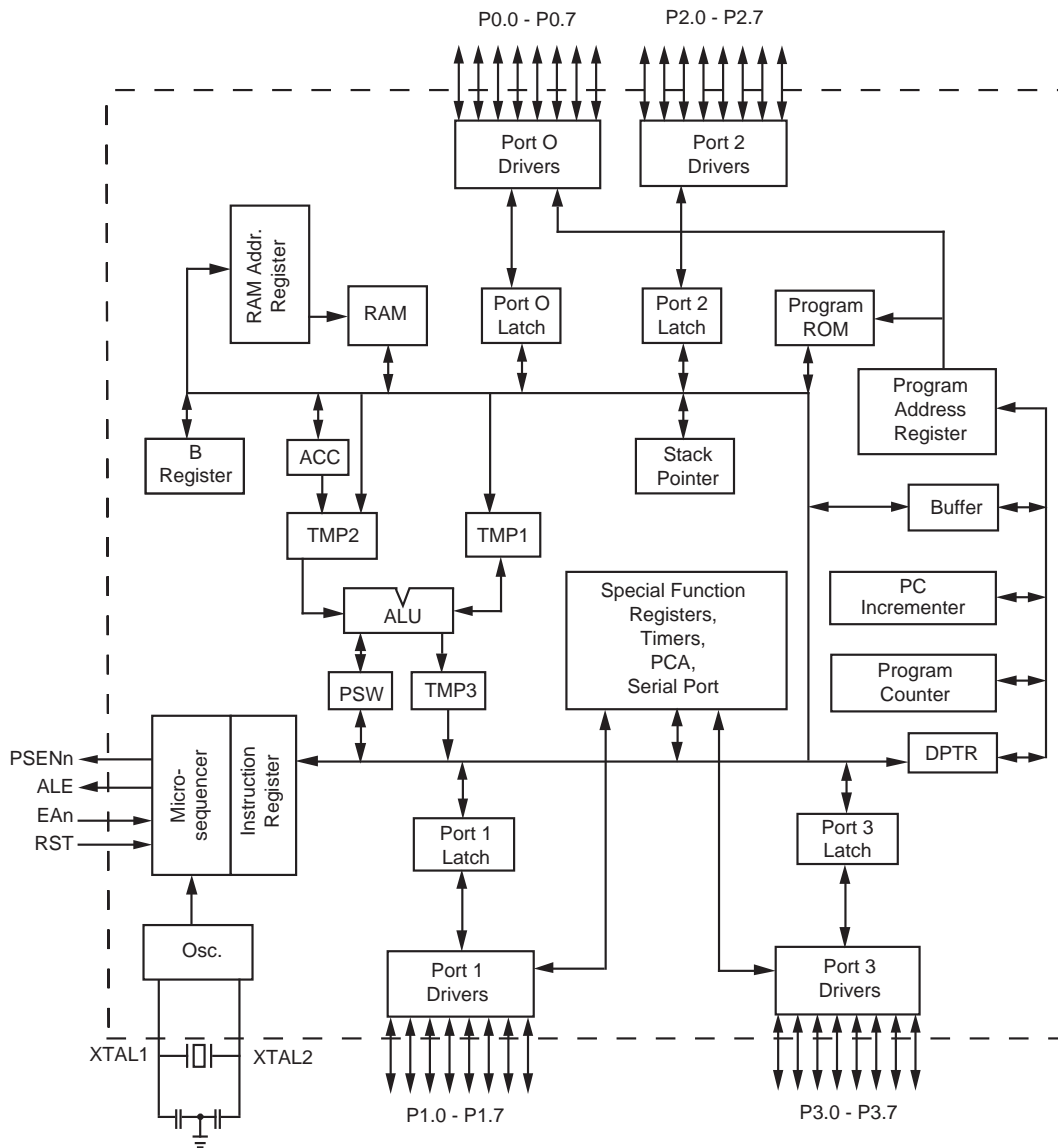 P0.0 - P0.7
P2.0 - P2.7
Port O
Drivers
Port 2
Drivers
RAM Addr.
Register
RAM
Port O
Latch
Port 2
Latch
Program
ROM
Program
Address
Register
B
Register
ACC
Stack
Pointer
Buffer
TMP2
TMP1
ALU
Special Function
Registers,
Timers,
PCA,
Serial Port
PC
Incrementer
PSW
TMP3
Program
Counter
PSENn
ALE
EAn
RST
Micro-
sequencer
Instruction
Register
DPTR
Port 1
Latch
Port 3
Latch
Osc.
Port 1
Drivers
Port 3
Drivers
XTAL1
XTAL2
P1.0 - P1.7
P3.0 - P3.7